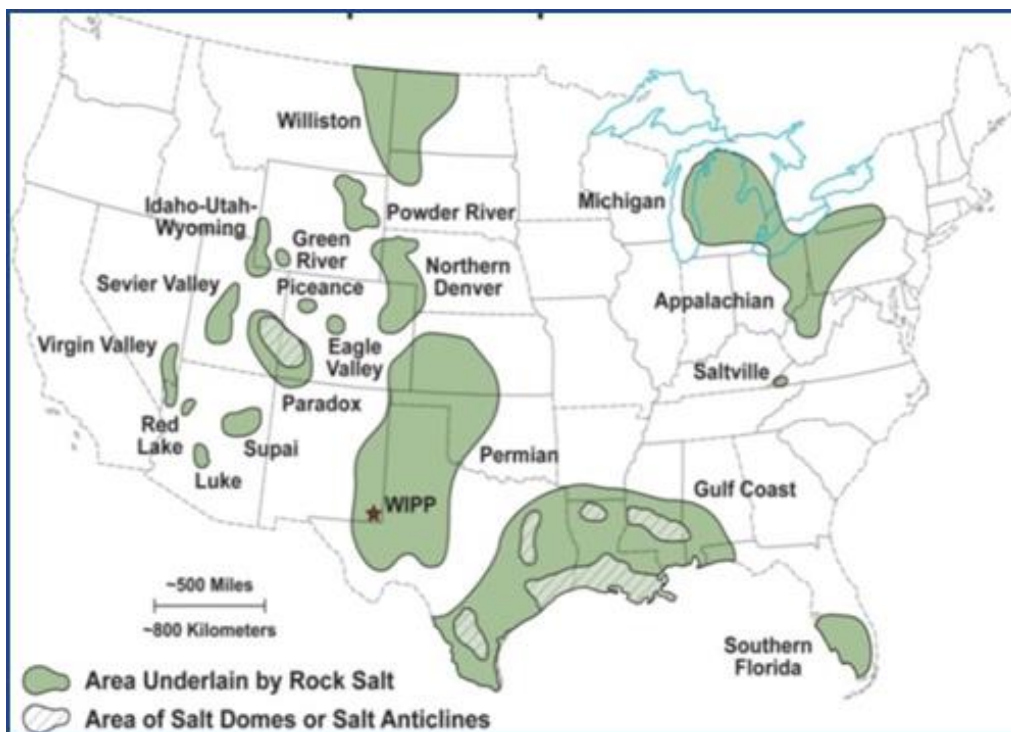 Williston
Michigan
Idaho-Utah-
Wyoming
Powder River
Green
River
Northern
Denver
Sevier Valley
Piceance
Appalachian
Virgin Valley
Eagle
Valley
Saltville
Paradox
Red
Lake
Supai
Permian
Luke
Gulf Coast
WIPP
~500 Miles
~800 Kilometers
Southern
Florida
Area Underlain by Rock Salt
Area of Salt Domes or Salt Anticlines